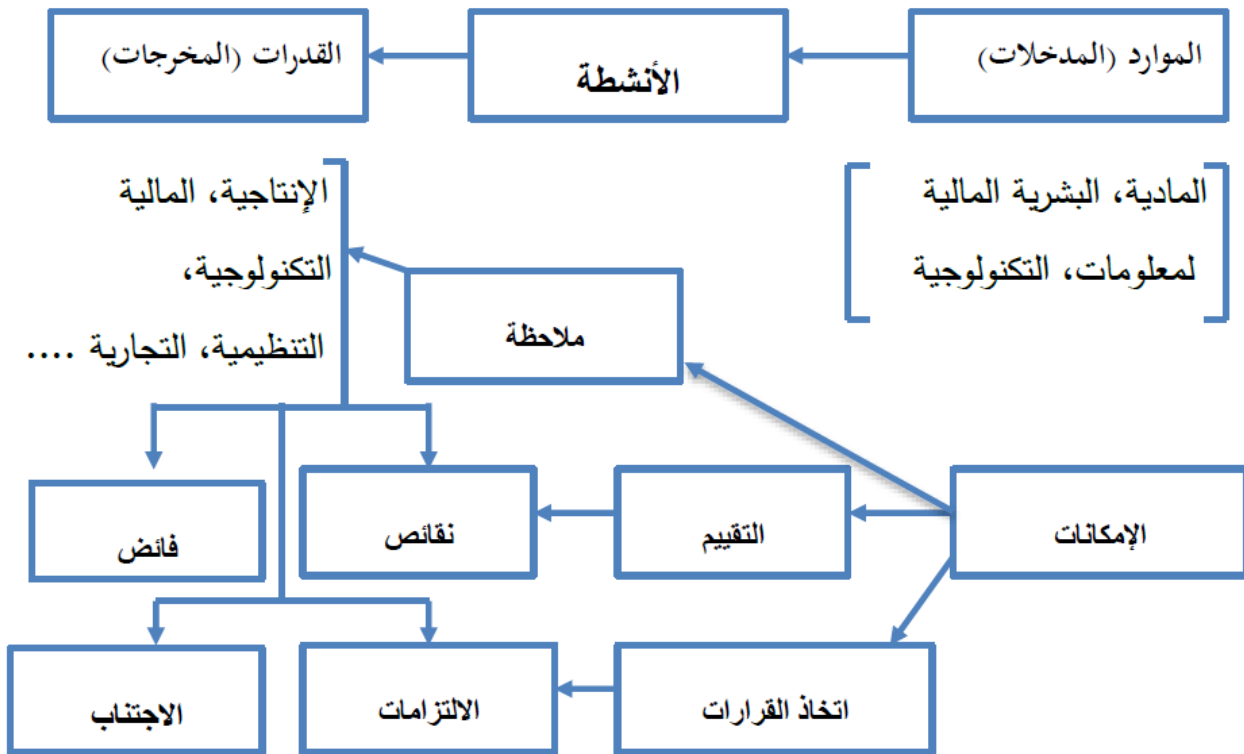 الموارد (المدخلات)
الأنشطة
القدرات (المخرجات)
المادية، البشرية المالية
لمعلومات، التكنولوجية
الإنتاجية، المالية
التكنولوجية،
التنظيمية، التجارية ....
ملاحظة
الإمكانات
التقييم
نقائص
فائض
اتخاذ القرارات
الالتزامات
الاجتناب